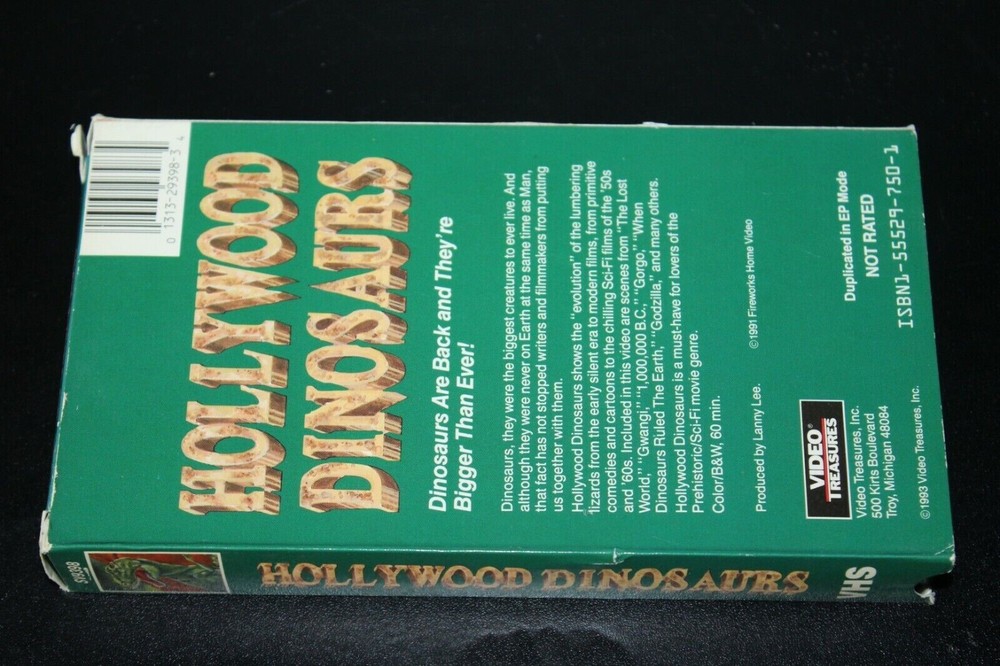 0 1313-29398-3 4
HOLLYWOOD
DINOSAURS
Dinosaurs Are Back and They're
Bigger Than Ever!
Dinosaurs, they were the biggest creatures to ever live. And
although they were never on Earth at the same time as Man,
that fact has not stopped writers and filmmakers from putting
us together with them.
Hollywood Dinosaurs shows the "evolution" of the lumbering
lizards from the early silent era to modern films, from primitive
comedies and cartoons to the chilling Sci-Fi films of the '50s
and '60s. Included in this video are scenes from "The Lost
World," "Gwangi," "1,000,000 B.C.," "Gorgo," "When
Dinosaurs Ruled The Earth," "Godzilla," and many others.
Hollywood Dinosaurs is a must-have for lovers of the
Prehistoric/Sci-Fi movie genre.
Color/B&W, 60 min.
Produced by Lanny Lee.
©1991 Fireworks Home Video
VIDEO®
TREASURES
Video Treasures, Inc.
500 Kirts Boulevard
Troy, Michigan 48084
©1993 Video Treasures, Inc.
Duplicated in EP Mode
NOT RATED
ISBN1-55529-750-1
SV9398
HOLLYWOOD DINOSAURS
VHS